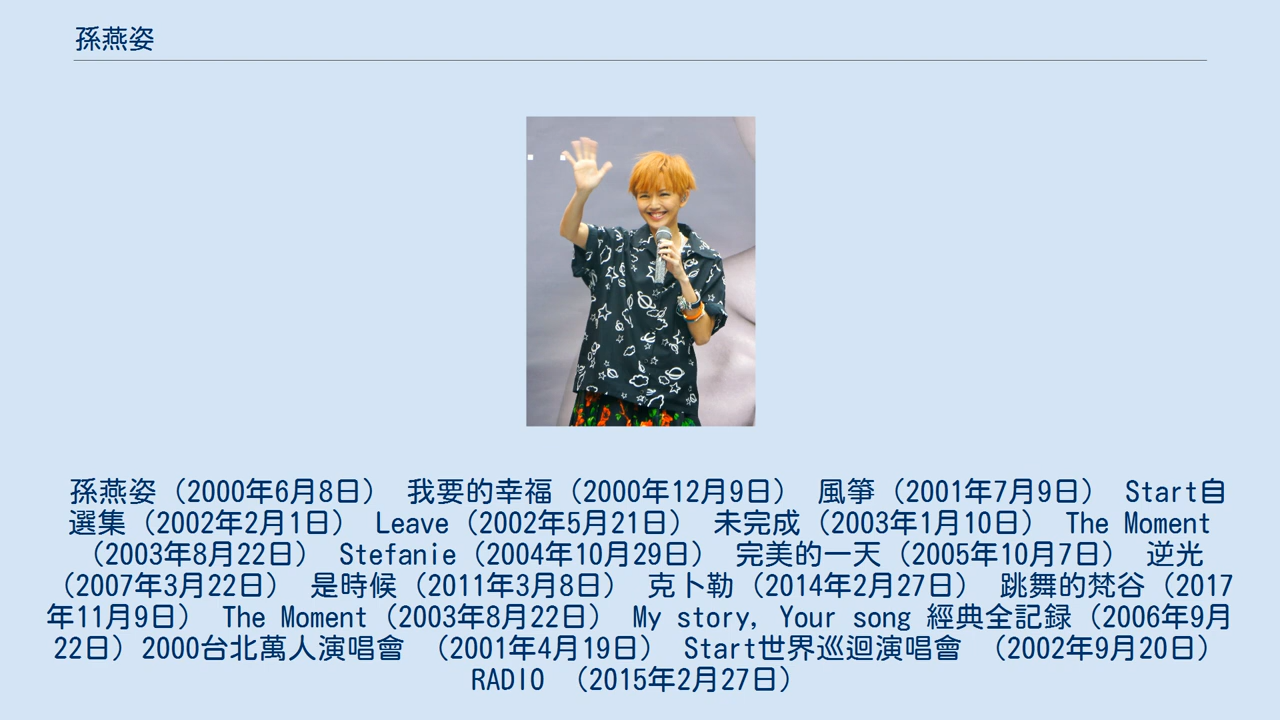 孫燕姿
孫燕姿（2000年6月8日） 我要的幸福（2000年12月9日） 風箏（2001年7月9日） Start自
選集（2002年2月1日） Leave（2002年5月21日） 未完成（2003年1月10日） The Moment
（2003年8月22日） Stefanie（2004年10月29日） 完美的一天（2005年10月7日） 逆光
（2007年3月22日） 是時候（2011年3月8日） 克卜勒（2014年2月27日） 跳舞的梵谷（2017
年11月9日） The Moment（2003年8月22日） My story, Your song 經典全記録（2006年9月
22日）2000台北萬人演唱會 （2001年4月19日） Start世界巡迴演唱會 （2002年9月20日）
RADIO （2015年2月27日）